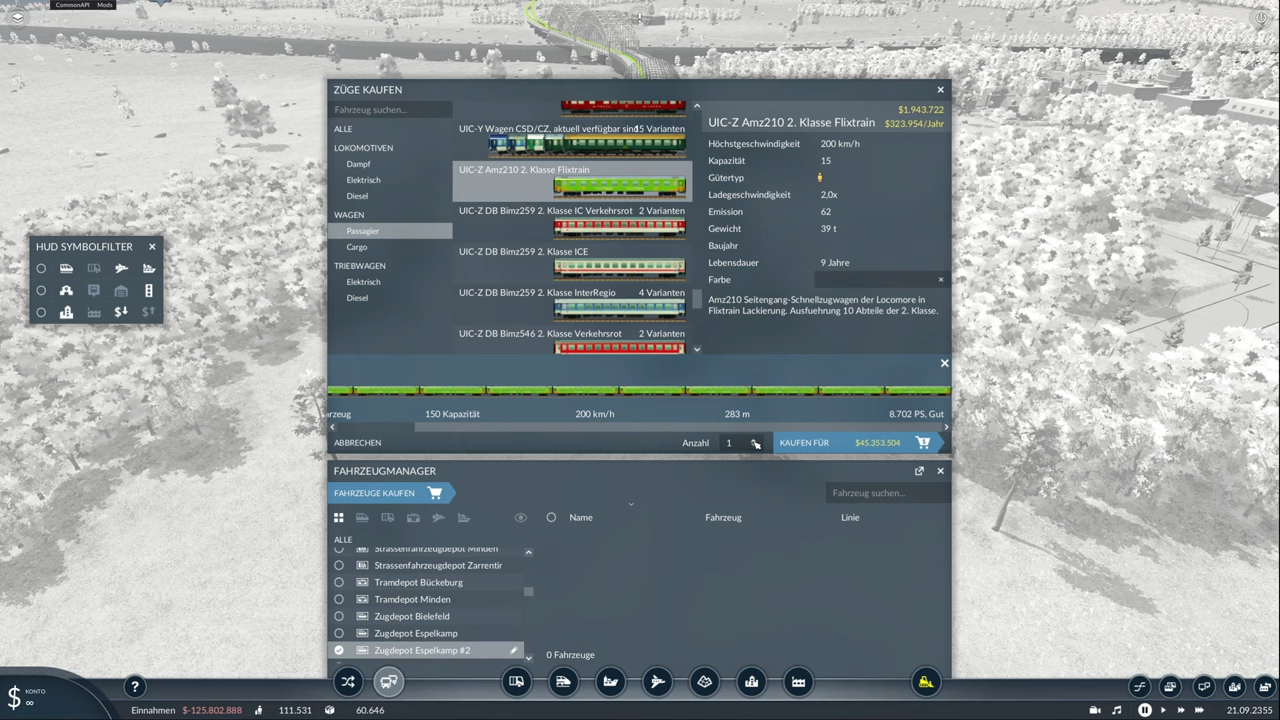 CommonAPI Mods
ZÜGE KAUFEN
Fahrzeug suchen...
ALLE
LOKOMOTIVEN
Dampf
Elektrisch
Diesel
WAGEN
Passagier
Cargo
TRIEBWAGEN
Elektrisch
Diesel
UIC-Y Wagen CSD/CZ, aktuell verfügbar sind 15 Varianten
UIC-Z Amz210 2. Klasse Flixtrain
UIC-Z DB Bimz259 2. Klasse IC Verkehrsrot 2 Varianten
UIC-Z DB Bimz259 2. Klasse ICE
UIC-Z DB Bimz259 2. Klasse InterRegio 4 Varianten
UIC-Z DB Bimz546 2. Klasse Verkehrsrot 2 Varianten
$1.943.722
UIC-Z Amz210 2. Klasse Flixtrain $323.954/Jahr
Höchstgeschwindigkeit 200 km/h
Kapazität 15
Gütertyp
Ladegeschwindigkeit 2,0x
Emission 62
Gewicht 39 t
Baujahr
Lebensdauer 9 Jahre
Farbe
Amz210 Seitengang-Schnellzugwagen der Locomore in
Flixtrain Lackierung. Ausfuehrung 10 Abteile der 2. Klasse.
HUD SYMBOLFILTER
rzeug 150 Kapazität 200 km/h 283 m 8.702 PS, Gut
ABBRECHEN Anzahl 1 KAUFEN FÜR $45.353.504
FAHRZEUGMANAGER
FAHRZEUGE KAUFEN Fahrzeug suchen...
Name Fahrzeug Linie
ALLE
Strassenfahrzeugdepot Minden
Strassenfahrzeugdepot Zarrentir
Tramdepot Bückeburg
Tramdepot Minden
Zugdepot Bielefeld
Zugdepot Espelkamp
Zugdepot Espelkamp #2
0 Fahrzeuge
$ KONTO ∞
?
Einnahmen $-125.802.888 111.531 60.646 21.09.2355